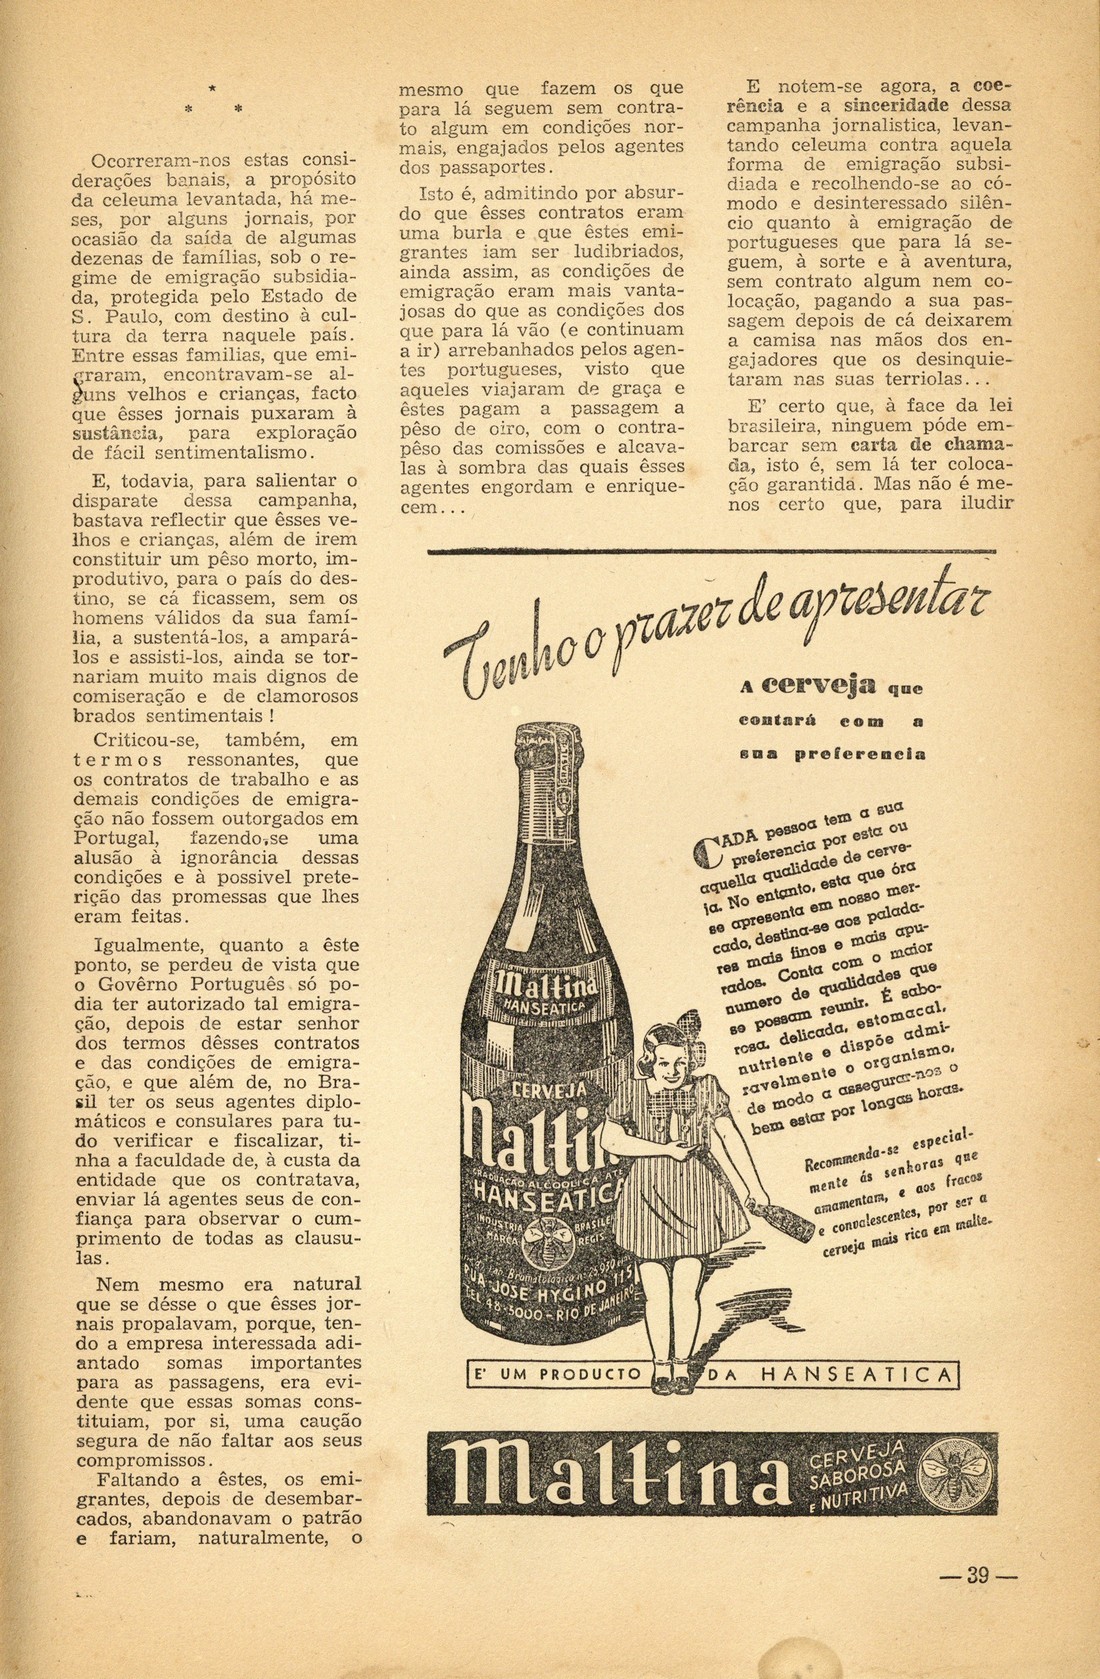 *
* *
Ocorreram-nos estas consi-
derações banais, a propósito
da celeuma levantada, há me-
ses, por alguns jornais, por
ocasião da saída de algumas
dezenas de famílias, sob o re-
gime de emigração subsidia-
da, protegida pelo Estado de
S. Paulo, com destino à cul-
tura da terra naquele país.
Entre essas familias, que emi-
graram, encontravam-se al-
guns velhos e crianças, facto
que êsses jornais puxaram à
sustância, para exploração
de fácil sentimentalismo.
E, todavia, para salientar o
disparate dessa campanha,
bastava reflectir que êsses ve-
lhos e crianças, além de irem
constituir um pêso morto, im-
produtivo, para o país do des-
tino, se cá ficassem, sem os
homens válidos da sua famí-
lia, a sustentá-los, a ampará-
los e assisti-los, ainda se tor-
nariam muito mais dignos de
comiseração e de clamorosos
brados sentimentais !
Criticou-se, também, em
termos ressonantes, que
os contratos de trabalho e as
demais condições de emigra-
ção não fossem outorgados em
Portugal, fazendo-se uma
alusão à ignorância dessas
condições e à possivel prete-
rição das promessas que lhes
eram feitas.
Igualmente, quanto a êste
ponto, se perdeu de vista que
o Govêrno Português só po-
dia ter autorizado tal emigra-
ção, depois de estar senhor
dos termos dêsses contratos
e das condições de emigra-
ção, e que além de, no Bra-
sil ter os seus agentes diplo-
máticos e consulares para tu-
do verificar e fiscalizar, ti-
nha a faculdade de, à custa da
entidade que os contratava,
enviar lá agentes seus de con-
fiança para observar o cum-
primento de todas as clausu-
las.
Nem mesmo era natural
que se désse o que êsses jor-
nais propalavam, porque, ten-
do a empresa interessada adi-
antado somas importantes
para as passagens, era evi-
dente que essas somas cons-
tituiam, por si, uma caução
segura de não faltar aos seus
compromissos.
Faltando a êstes, os emi-
grantes, depois de desembar-
cados, abandonavam o patrão
e fariam, naturalmente, o
mesmo que fazem os que
para lá seguem sem contra-
to algum em condições nor-
mais, engajados pelos agentes
dos passaportes.
Isto é, admitindo por absur-
do que êsses contratos eram
uma burla e que êstes emi-
grantes iam ser ludibriados,
ainda assim, as condições de
emigração eram mais vanta-
josas do que as condições dos
que para lá vão (e continuam
a ir) arrebanhados pelos agen-
tes portugueses, visto que
aqueles viajaram de graça e
êstes pagam a passagem a
pêso de oiro, com o contra-
pêso das comissões e alcava-
las à sombra das quais êsses
agentes engordam e enrique-
cem...
E notem-se agora, a coe-
rência e a sinceridade dessa
campanha jornalistica, levan-
tando celeuma contra aquela
forma de emigração subsi-
diada e recolhendo-se ao có-
modo e desinteressado silên-
cio quanto à emigração de
portugueses que para lá se-
guem, à sorte e à aventura,
sem contrato algum nem co-
locação, pagando a sua pas-
sagem depois de cá deixarem
a camisa nas mãos dos en-
gajadores que os desinquie-
taram nas suas terriolas...
E' certo que, à face da lei
brasileira, ninguem póde em-
barcar sem carta de chama-
da, isto é, sem lá ter coloca-
ção garantida. Mas não é me-
nos certo que, para iludir
Tenho o prazer de apresentar
A cerveja que
contará com a
sua preferencia
CADA pessoa tem a sua
preferencia por esta ou
aquella qualidade de cerve-
ja. No entanto, esta que óra
se apresenta em nosso mer-
cado, destina-se aos palada-
res mais finos e mais apu-
rados. Conta com o maior
numero de qualidades que
se possam reunir. É sabo-
rosa, delicada, estomacal,
nutriente e dispõe admi-
ravelmente o organismo,
de modo a assegurar-nos o
bem estar por longas horas.
Recommenda-se especial-
mente ás senhoras que
amamentam, e aos fracos
e convalescentes, por ser a
cerveja mais rica em malte.
BRASIL
Maltina
HANSEATICA
CERVEJA
Maltin
HANSEATICA
INDUSTRIA BRASILE
MARCA REGIS
RUA JOSÉ HYGINO 115
TEL. 48-3000-RIO DE JANEIRO
E' UM PRODUCTO DA HANSEATICA
Maltina
CERVEJA
SABOROSA
E NUTRITIVA
— 39 —